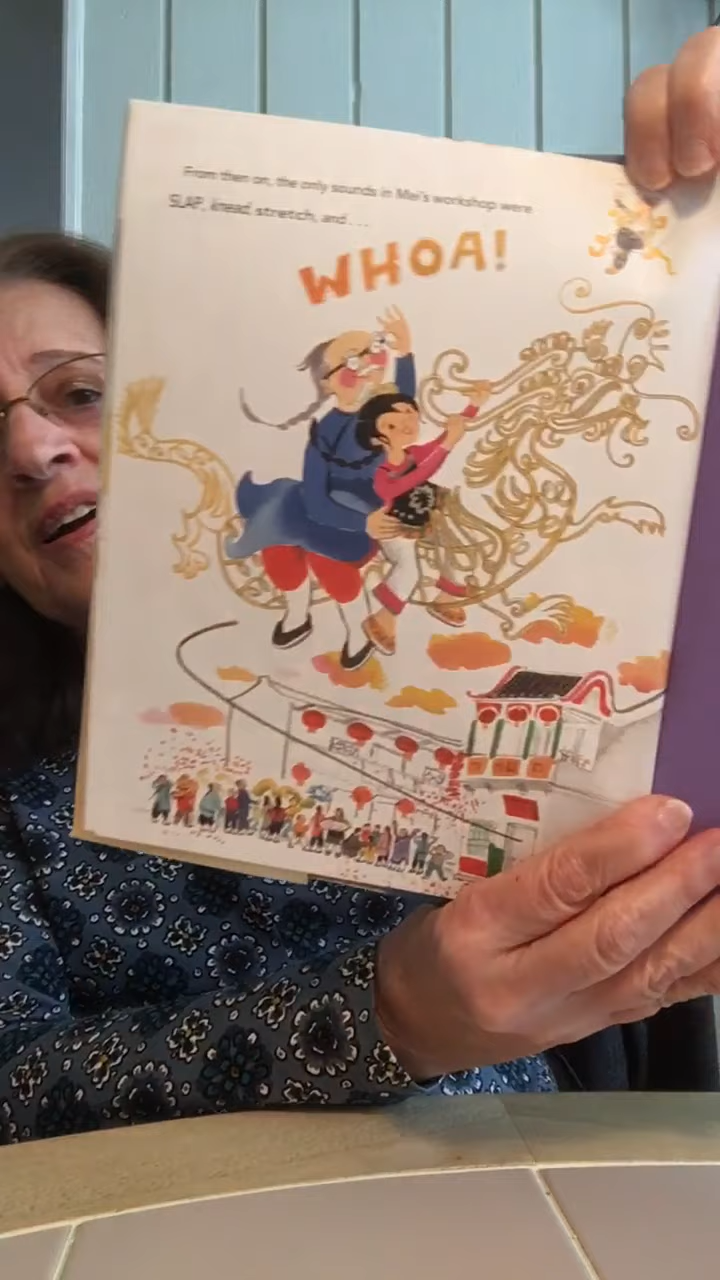 From then on, the only sounds in Mei's workshop were
SLAP, knead, stretch, and . . .
WHOA!